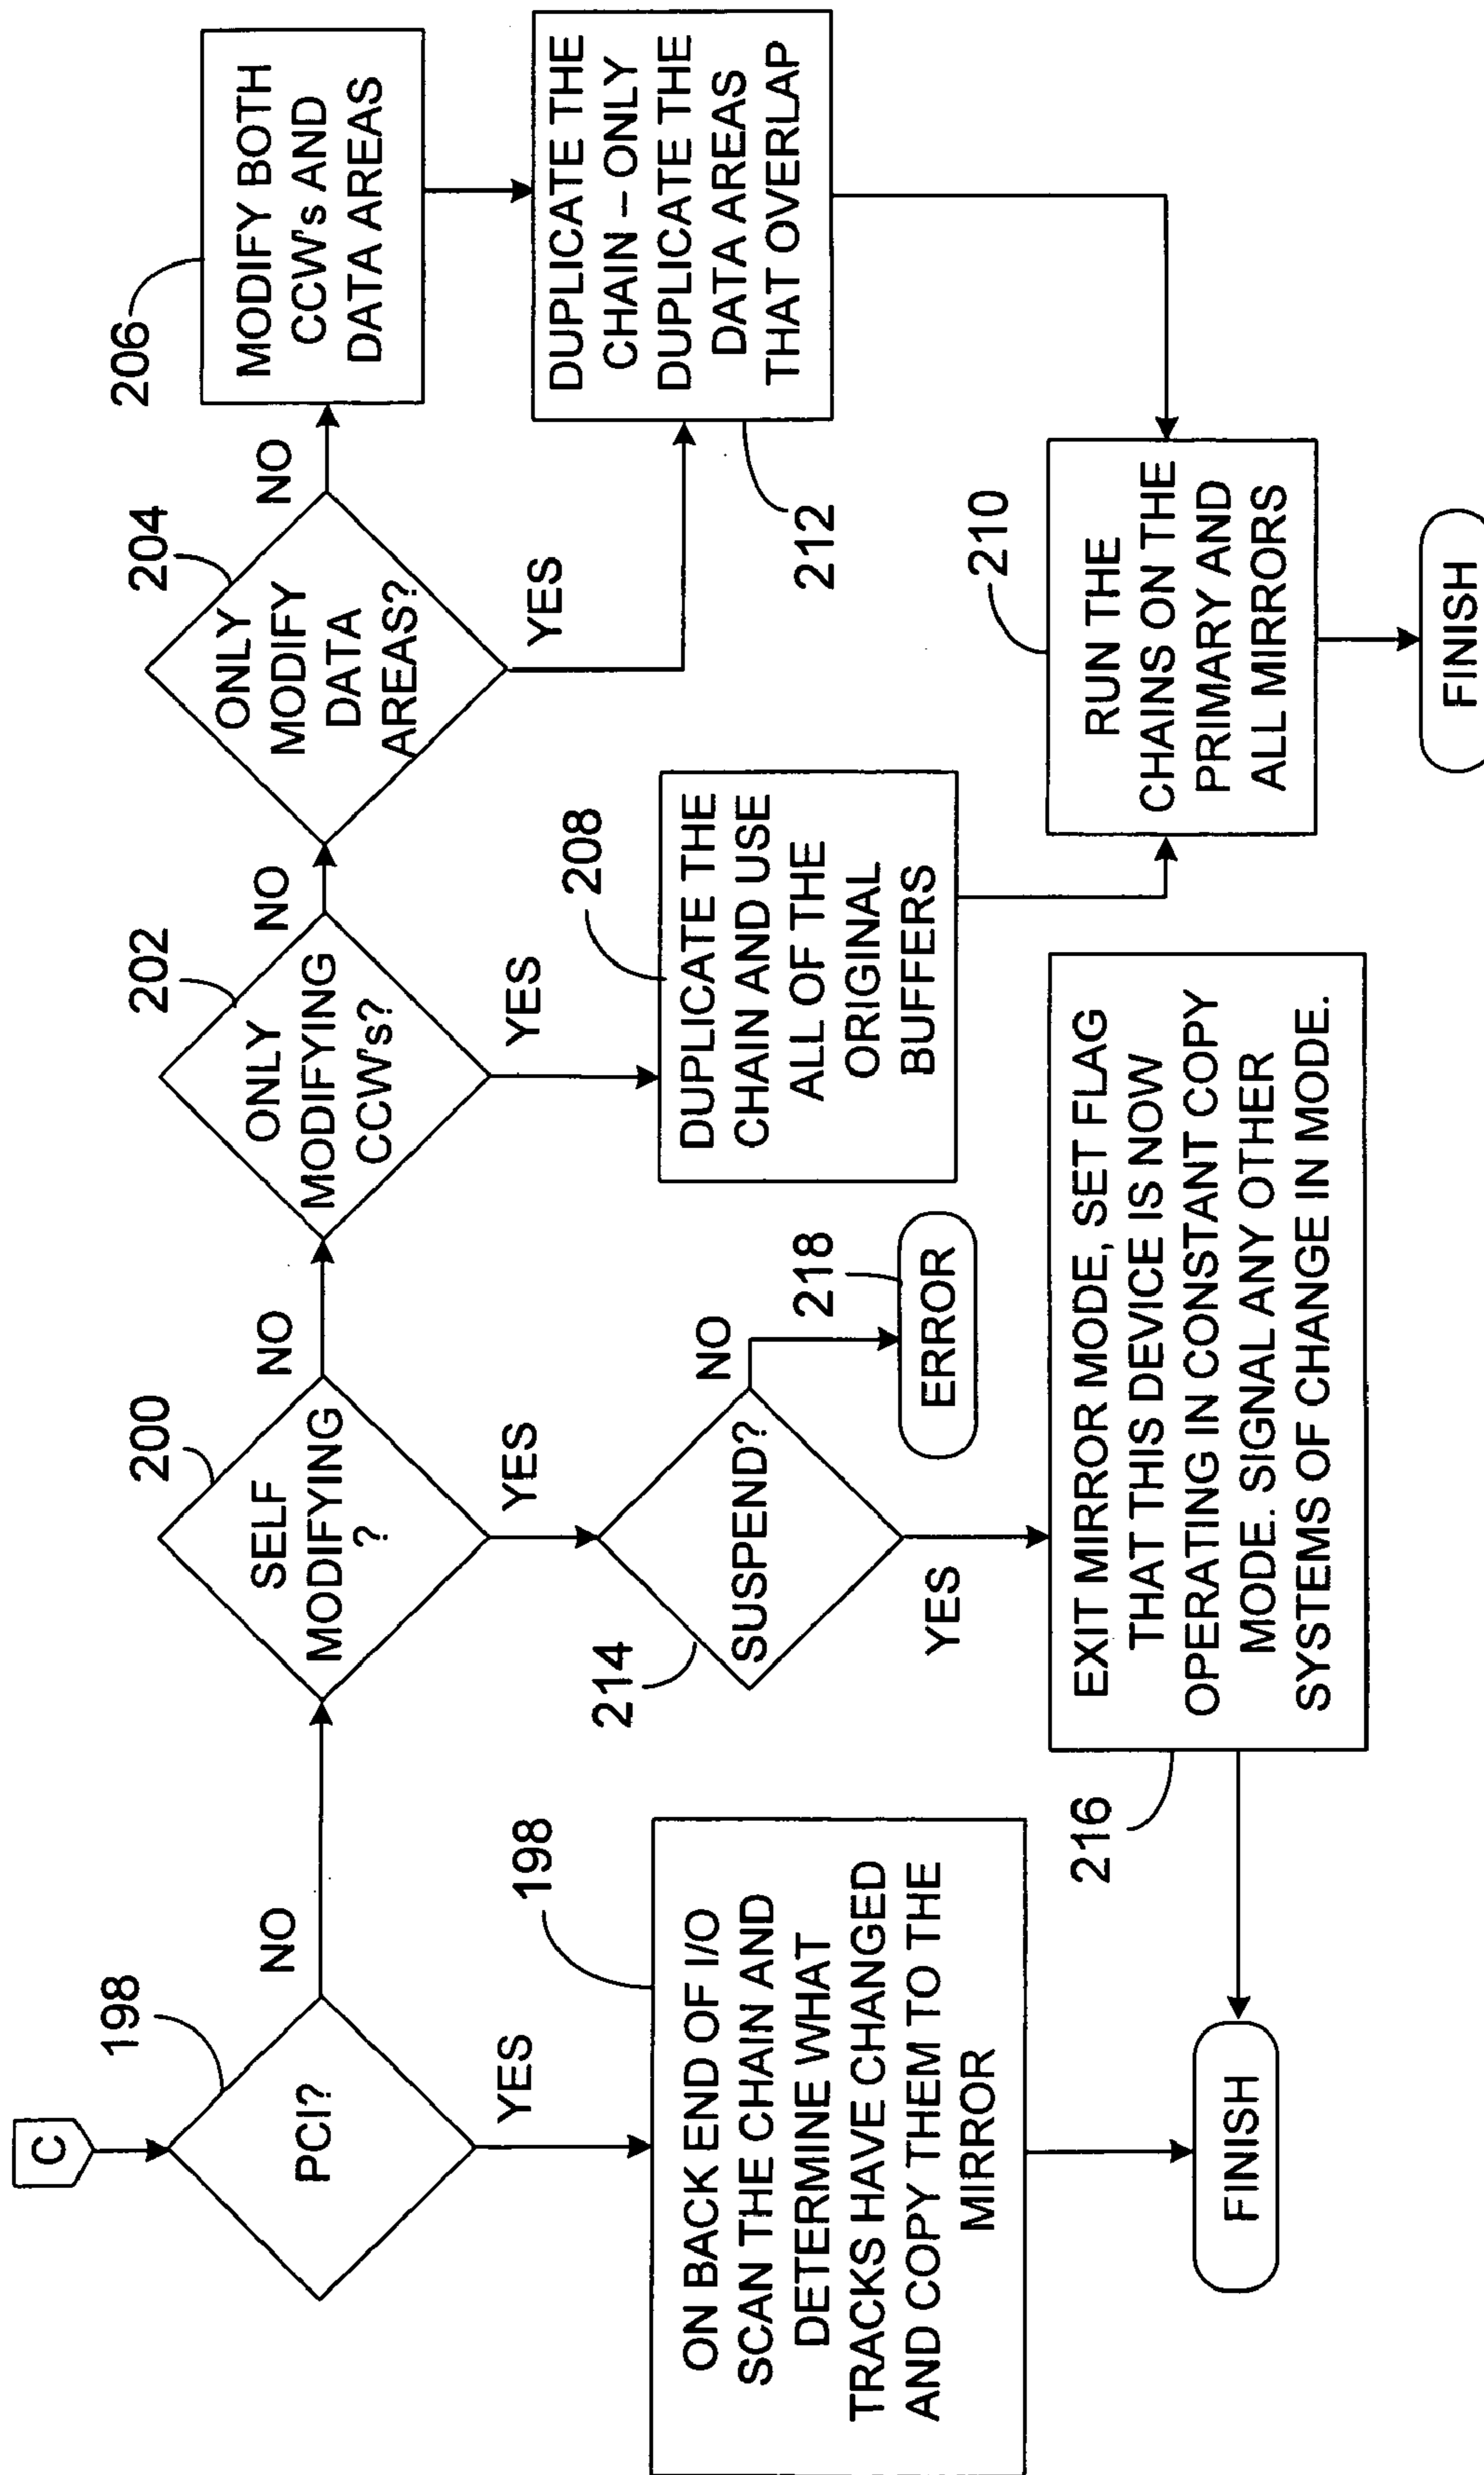 C
198
PCI?
NO
YES
198
ON BACK END OF I/O
SCAN THE CHAIN AND
DETERMINE WHAT
TRACKS HAVE CHANGED
AND COPY THEM TO THE
MIRROR
FINISH
200
SELF
MODIFYING
?
NO
YES
214
SUSPEND?
NO
218
ERROR
YES
216
EXIT MIRROR MODE, SET FLAG
THAT THIS DEVICE IS NOW
OPERATING IN CONSTANT COPY
MODE. SIGNAL ANY OTHER
SYSTEMS OF CHANGE IN MODE.
202
ONLY
MODIFYING
CCW's?
NO
YES
208
DUPLICATE THE
CHAIN AND USE
ALL OF THE
ORIGINAL
BUFFERS
204
ONLY
MODIFY
DATA
AREAS?
NO
YES
206
MODIFY BOTH
CCW's AND
DATA AREAS
212
DUPLICATE THE
CHAIN – ONLY
DUPLICATE THE
DATA AREAS
THAT OVERLAP
210
RUN THE
CHAINS ON THE
PRIMARY AND
ALL MIRRORS
FINISH